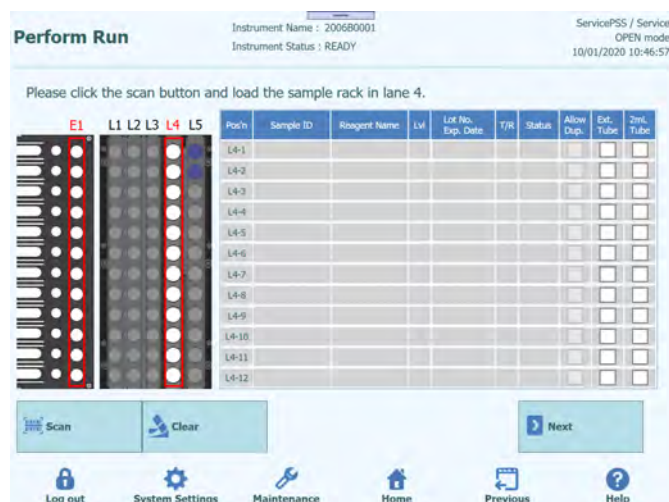 Perform Run
Instrument Name : 200680001
Instrument Status : READY
ServicePSS / Service
OPEN mode
10/01/2020 10:46:57
Please click the scan button and load the sample rack in lane 4.
E1 L1 L2 L3 L4 L5
Pos'n Sample ID Reagent Name Lvl Lot No. Exp. Date T/R Status Allow Dup. Ext. Tube 2mL Tube
L4-1
L4-2
L4-3
L4-4
L4-5
L4-6
L4-7
L4-8
L4-9
L4-10
L4-11
L4-12
Scan Clear Next
Log out System Settings Maintenance Home Previous Help